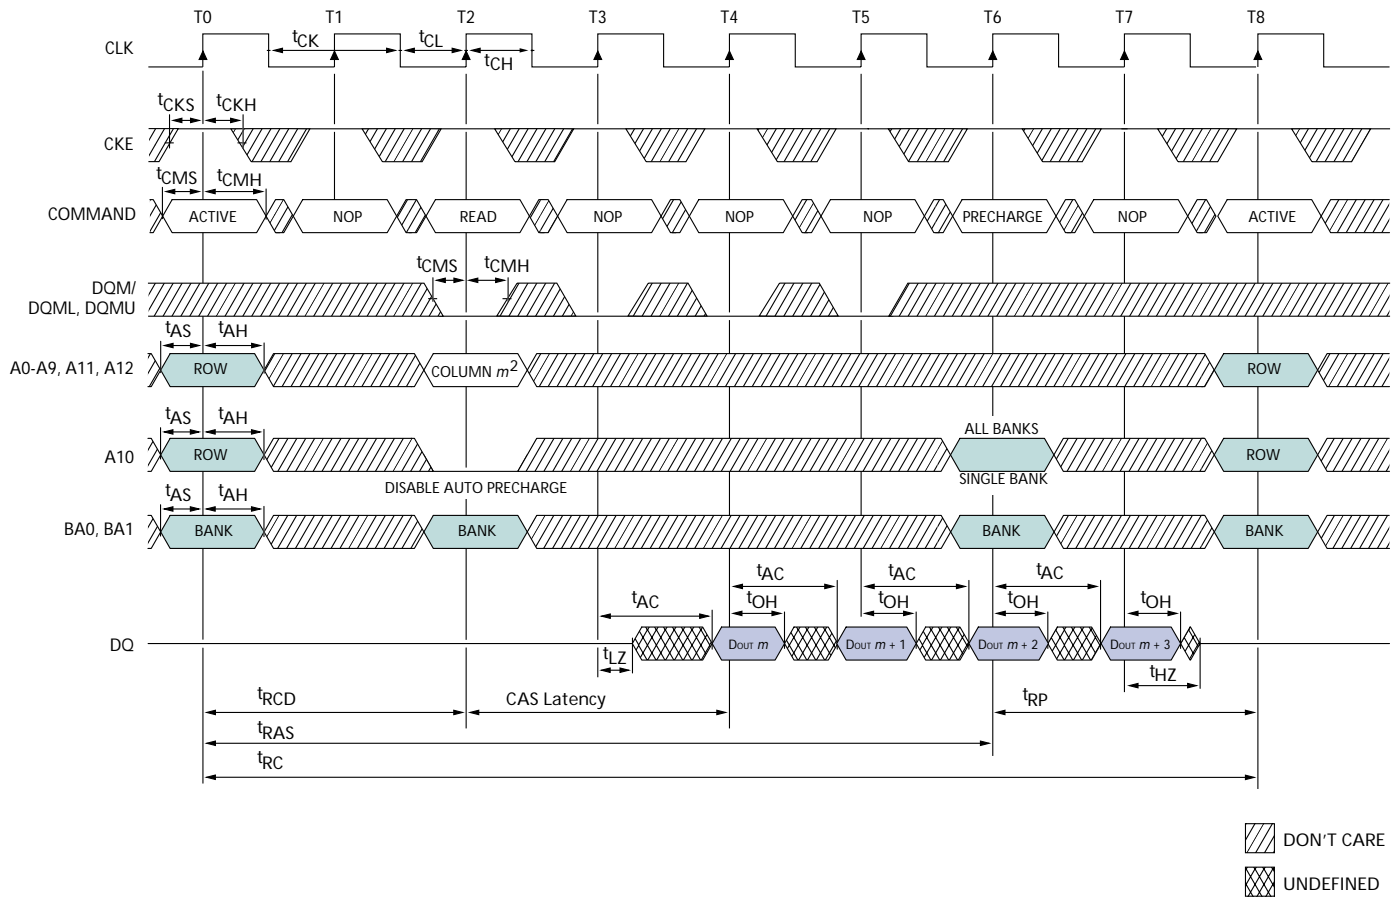 T0 T1 T2 T3 T4 T5 T6 T7 T8
CLK tCK tCL tCH
tCKS tCKH
CKE
tCMS tCMH
COMMAND ACTIVE NOP READ NOP NOP NOP PRECHARGE NOP ACTIVE
tCMS tCMH
DQM/
DQML, DQMU
tAS tAH
A0-A9, A11, A12 ROW COLUMN m2 ROW
tAS tAH ALL BANKS
A10 ROW ROW
DISABLE AUTO PRECHARGE SINGLE BANK
tAS tAH
BA0, BA1 BANK BANK BANK BANK
tAC tAC tAC tAC
tOH tOH tOH tOH
DQ DOUT m DOUT m + 1 DOUT m + 2 DOUT m + 3
tLZ tHZ
tRCD CAS Latency tRP
tRAS
tRC
DON'T CARE
UNDEFINED